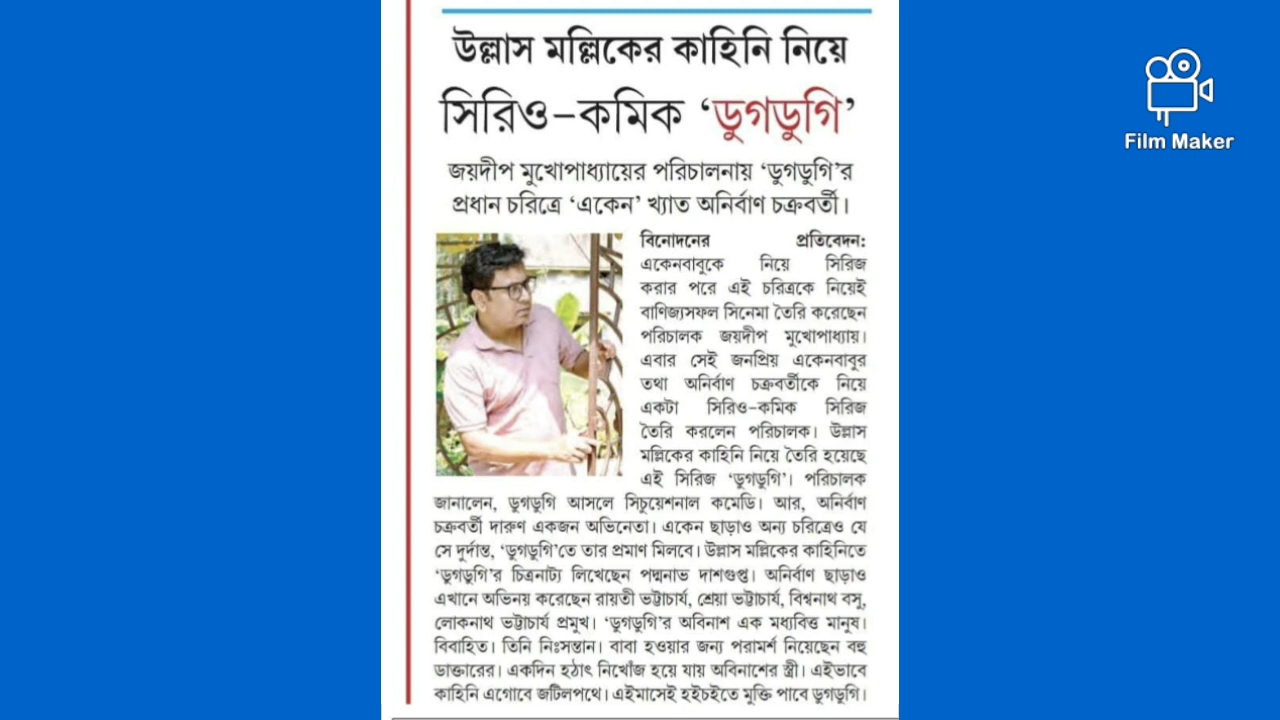 উল্লাস মল্লিকের কাহিনি নিয়ে
সিরিও-কমিক ‘ডুগডুগি’
জয়দীপ মুখোপাধ্যায়ের পরিচালনায় ‘ডুগডুগি’র
প্রধান চরিত্রে ‘একেন’ খ্যাত অনির্বাণ চক্রবর্তী।
বিনোদনের প্রতিবেদন:
একেনবাবুকে নিয়ে সিরিজ
করার পরে এই চরিত্রকে নিয়েই
বাণিজ্যসফল সিনেমা তৈরি করেছেন
পরিচালক জয়দীপ মুখোপাধ্যায়।
এবার সেই জনপ্রিয় একেনবাবুর
তথা অনির্বাণ চক্রবর্তীকে নিয়ে
একটা সিরিও-কমিক সিরিজ
তৈরি করলেন পরিচালক। উল্লাস
মল্লিকের কাহিনি নিয়ে তৈরি হয়েছে
এই সিরিজ ‘ডুগডুগি’। পরিচালক
জানালেন, ডুগডুগি আসলে সিচুয়েশনাল কমেডি। আর, অনির্বাণ
চক্রবর্তী দারুণ একজন অভিনেতা। একেন ছাড়াও অন্য চরিত্রেও যে
সে দুর্দান্ত, ‘ডুগডুগি’তে তার প্রমাণ মিলবে। উল্লাস মল্লিকের কাহিনিতে
‘ডুগডুগি’র চিত্রনাট্য লিখেছেন পদ্মনাভ দাশগুপ্ত। অনির্বাণ ছাড়াও
এখানে অভিনয় করেছেন রায়তী ভট্টাচার্য, শ্রেয়া ভট্টাচার্য, বিশ্বনাথ বসু,
লোকনাথ ভট্টাচার্য প্রমুখ। ‘ডুগডুগি’র অবিনাশ এক মধ্যবিত্ত মানুষ।
বিবাহিত। তিনি নিঃসন্তান। বাবা হওয়ার জন্য পরামর্শ নিয়েছেন বহু
ডাক্তারের। একদিন হঠাৎ নিখোঁজ হয়ে যায় অবিনাশের স্ত্রী। এইভাবে
কাহিনি এগোবে জটিলপথে। এইমাসেই হইচইতে মুক্তি পাবে ডুগডুগি।
Film Maker